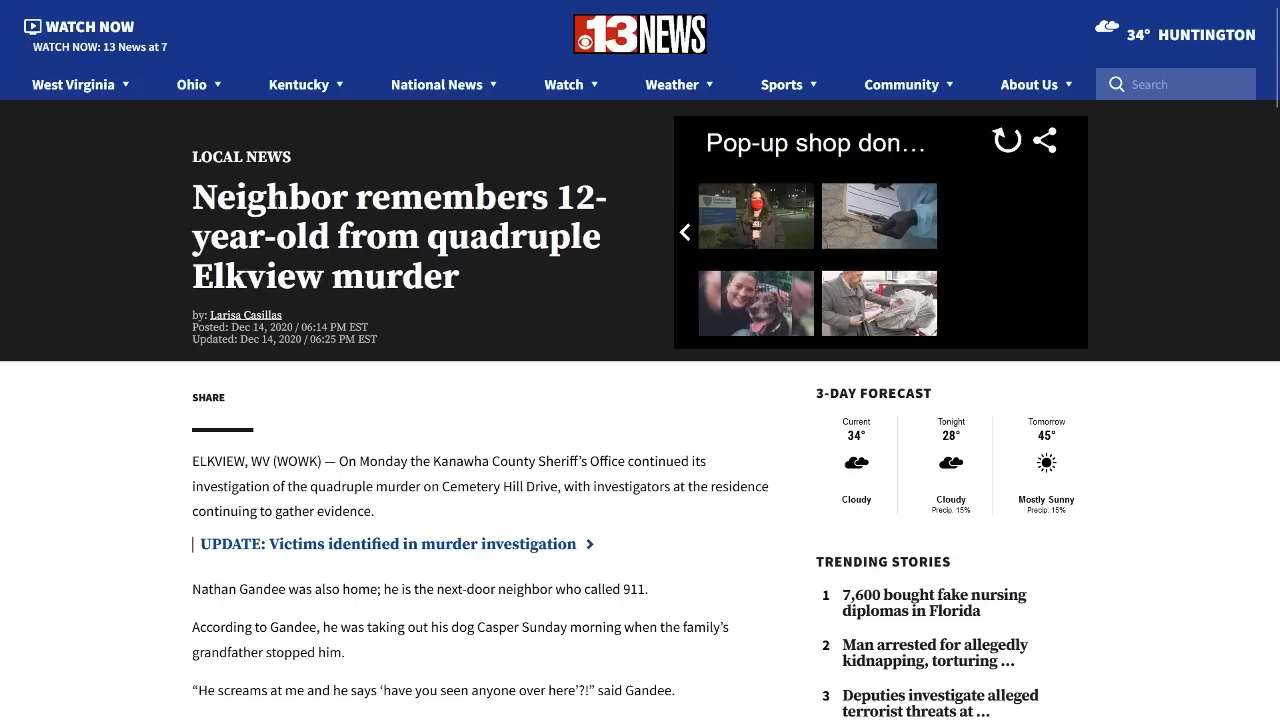 WATCH NOW
WATCH NOW: 13 News at 7
13 NEWS
34° HUNTINGTON
West Virginia ▼ Ohio ▼ Kentucky ▼ National News ▼ Watch ▼ Weather ▼ Sports ▼ Community ▼ About Us ▼ Search
LOCAL NEWS
Neighbor remembers 12-
year-old from quadruple
Elkview murder
by: Larisa Casillas
Posted: Dec 14, 2020 / 06:14 PM EST
Updated: Dec 14, 2020 / 06:25 PM EST
Pop-up shop don...
SHARE
ELKVIEW, WV (WOWK) — On Monday the Kanawha County Sheriff’s Office continued its
investigation of the quadruple murder on Cemetery Hill Drive, with investigators at the residence
continuing to gather evidence.
UPDATE: Victims identified in murder investigation
Nathan Gandee was also home; he is the next-door neighbor who called 911.
According to Gandee, he was taking out his dog Casper Sunday morning when the family’s
grandfather stopped him.
“He screams at me and he says ‘have you seen anyone over here’?!” said Gandee.
3-DAY FORECAST
Current Tonight Tomorrow
34° 28° 45°
Cloudy Cloudy Mostly Sunny
Precip: 15% Precip: 15%
TRENDING STORIES
1 7,600 bought fake nursing
diplomas in Florida
2 Man arrested for allegedly
kidnapping, torturing ...
3 Deputies investigate alleged
terrorist threats at ...